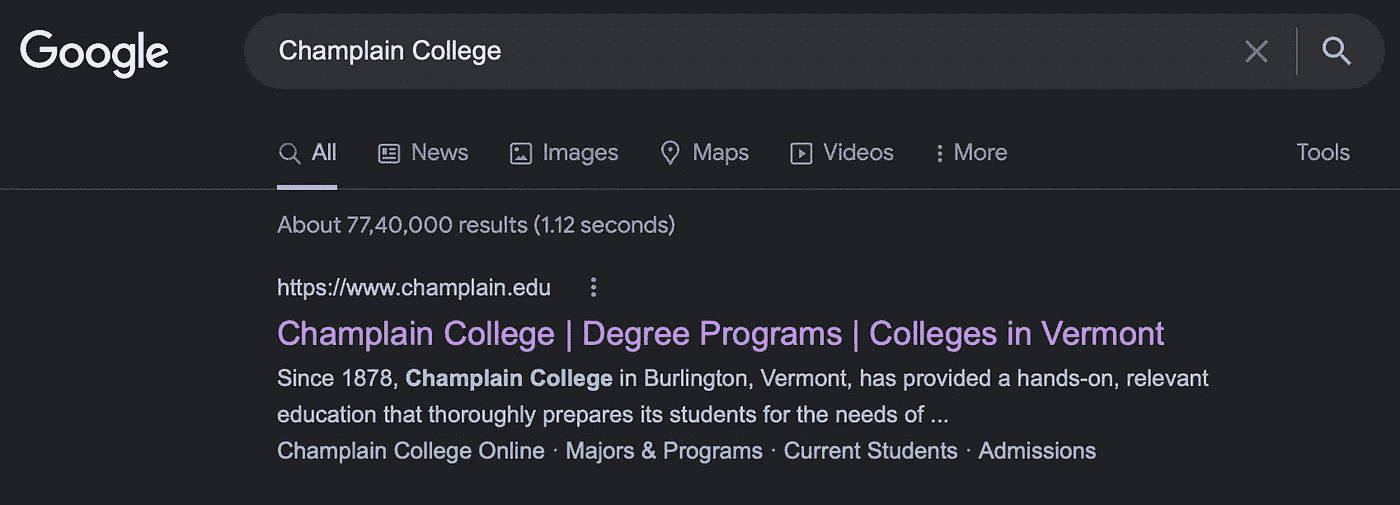 Google
Champlain College
All News Images Maps Videos More Tools
About 77,40,000 results (1.12 seconds)
https://www.champlain.edu
Champlain College | Degree Programs | Colleges in Vermont
Since 1878, Champlain College in Burlington, Vermont, has provided a hands-on, relevant
education that thoroughly prepares its students for the needs of ...
Champlain College Online · Majors & Programs · Current Students · Admissions